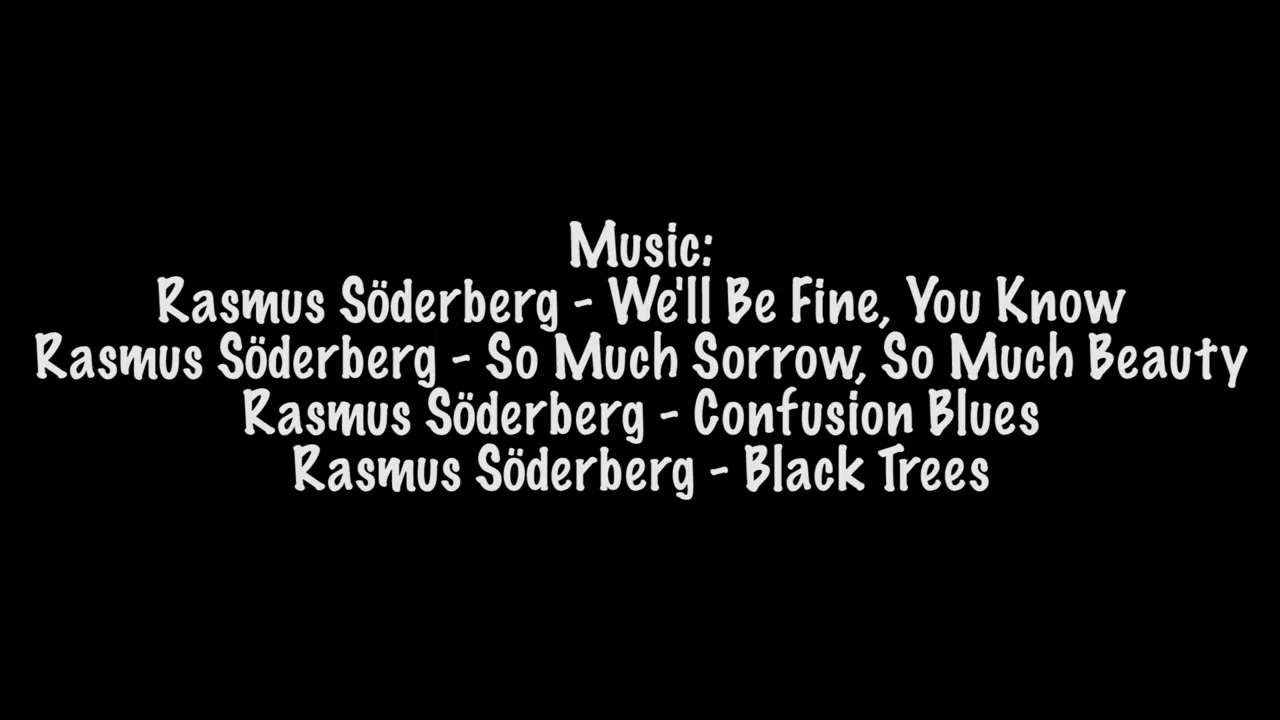 Music:
Rasmus Söderberg - We'll Be Fine, You Know
Rasmus Söderberg - So Much Sorrow, So Much Beauty
Rasmus Söderberg - Confusion Blues
Rasmus Söderberg - Black Trees